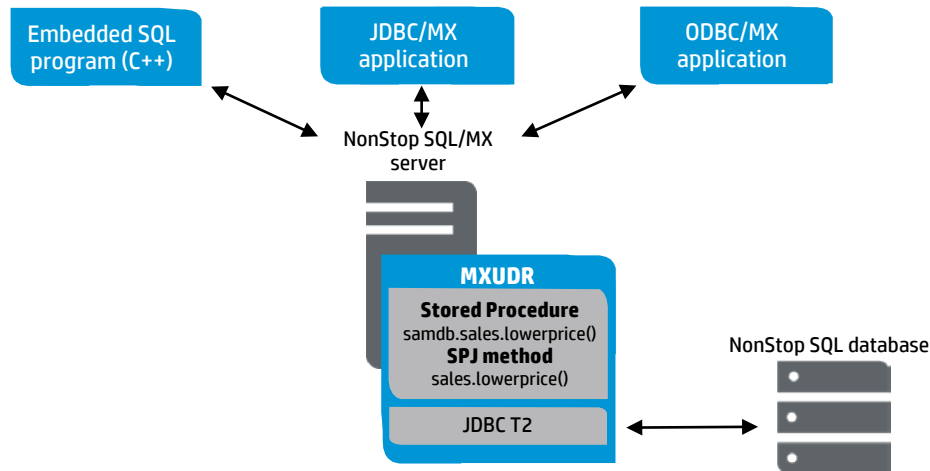 Embedded SQL
program (C++)
JDBC/MX
application
ODBC/MX
application
NonStop SQL/MX
server
MXUDR
Stored Procedure
samdb.sales.lowerprice()
SPJ method
sales.lowerprice()
JDBC T2
NonStop SQL database